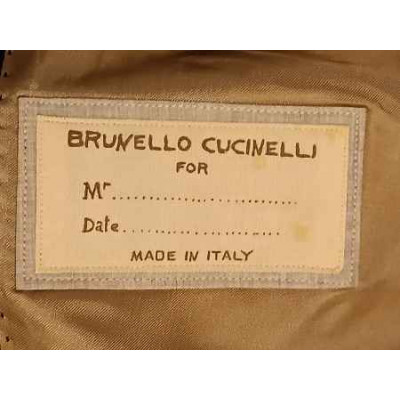 BRUNELLO CUCINELLI
FOR
Mr..............................
Date..........................
MADE IN ITALY